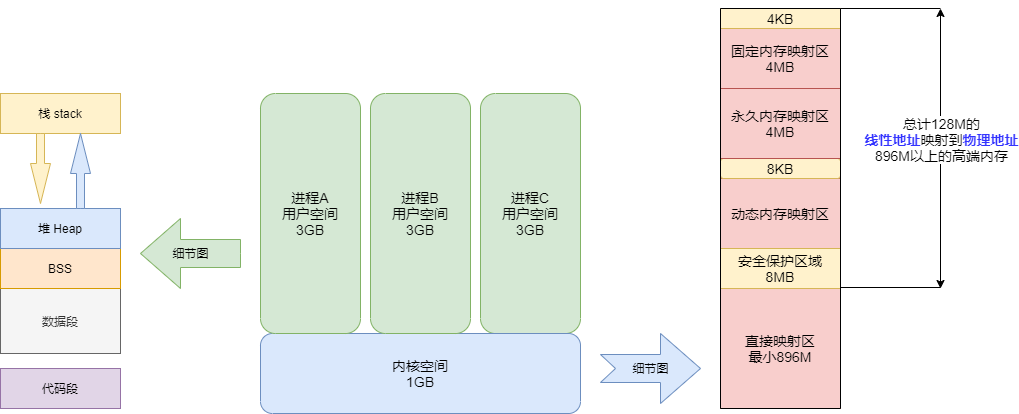 栈 stack
堆 Heap
BSS
数据段
代码段
细节图
进程A
用户空间
3GB
进程B
用户空间
3GB
进程C
用户空间
3GB
内核空间
1GB
细节图
4KB
固定内存映射区
4MB
永久内存映射区
4MB
8KB
动态内存映射区
安全保护区域
8MB
直接映射区
最小896M
总计128M的
线性地址映射到物理地址
896M以上的高端内存